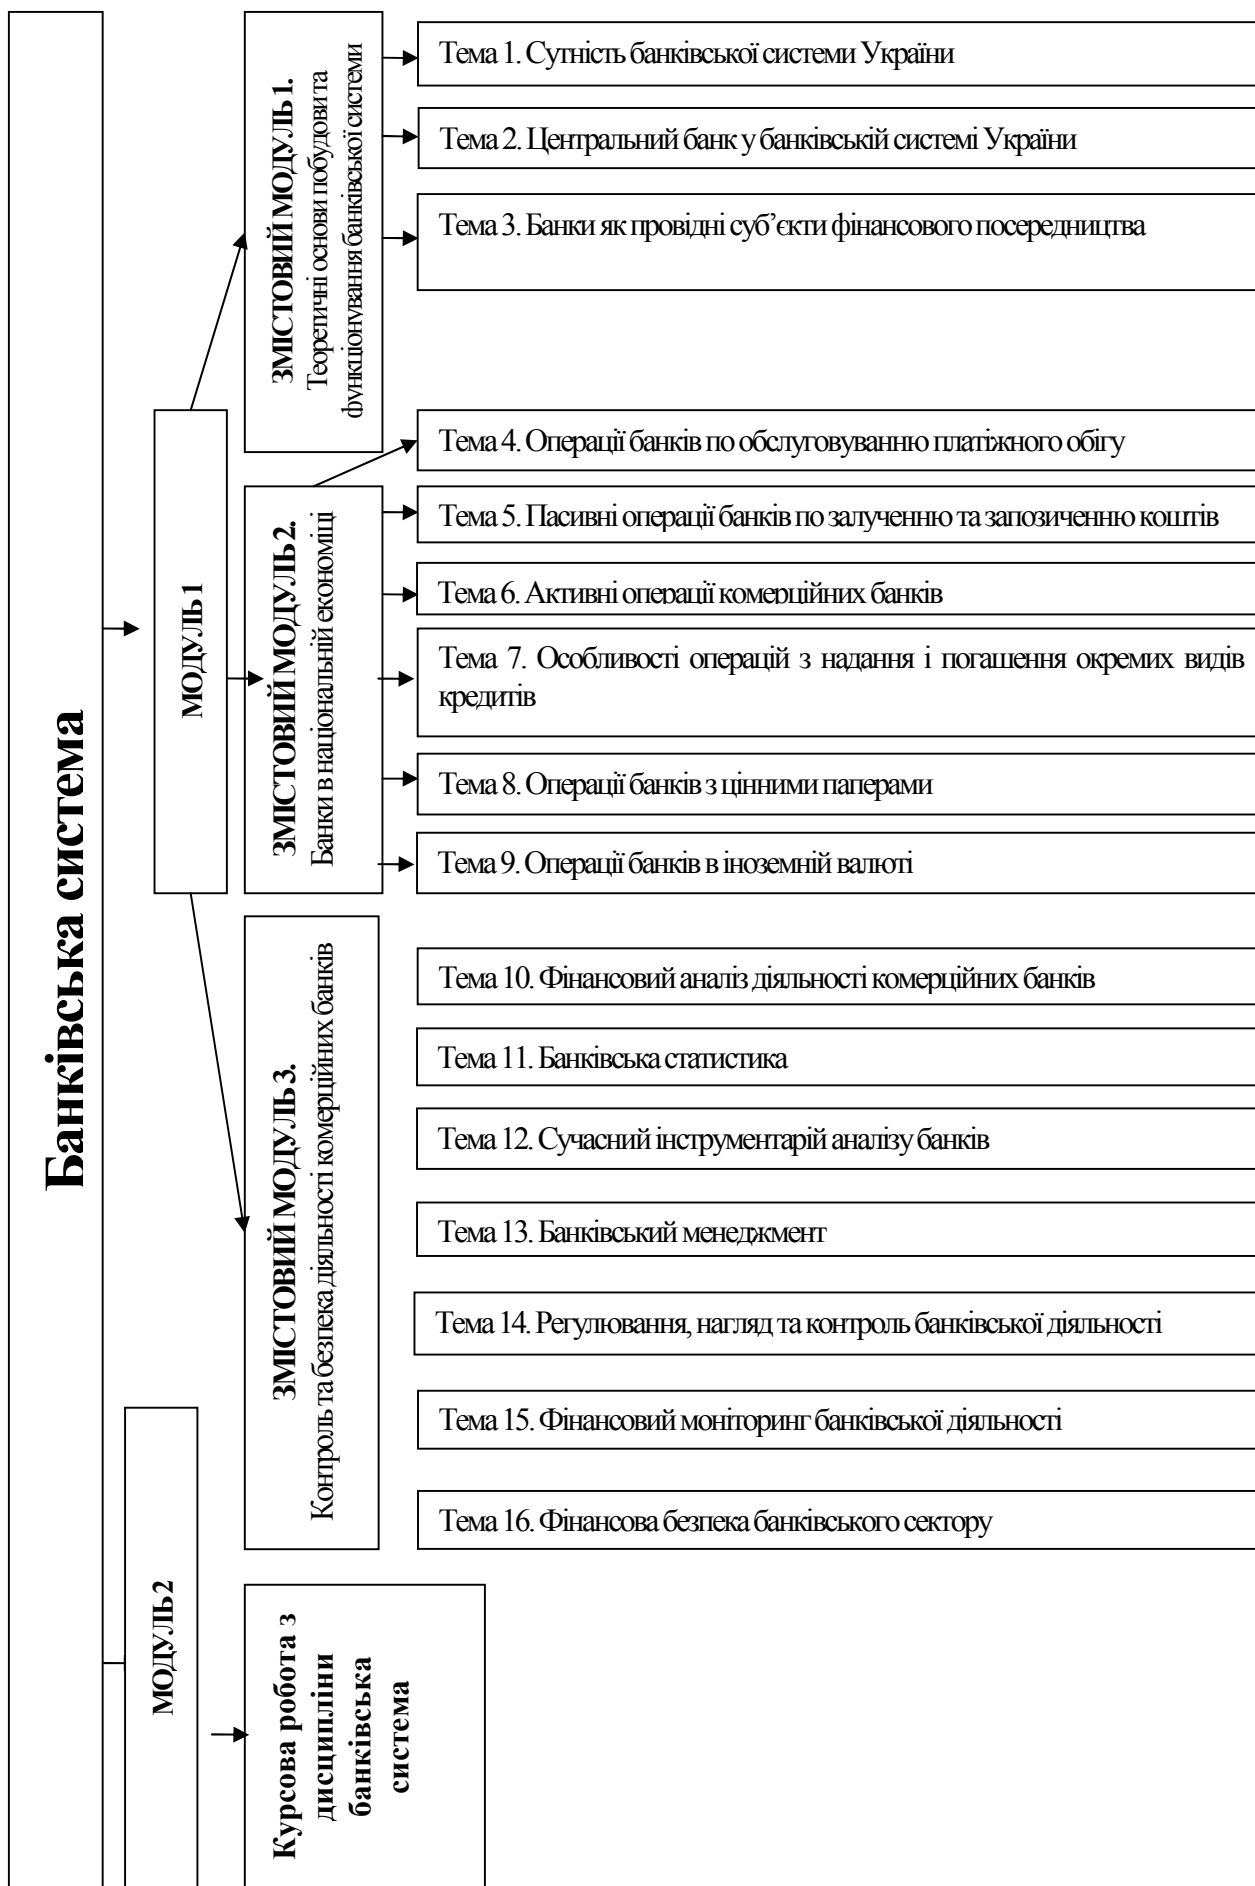 Банківська система
МОДУЛЬ 1
ЗМІСТОВИЙ МОДУЛЬ 1.
Теоретичні основи побудови та
функціонування банківської системи
Тема 1. Сутність банківської системи України
Тема 2. Центральний банк у банківській системі України
Тема 3. Банки як провідні суб’єкти фінансового посередництва
ЗМІСТОВИЙ МОДУЛЬ 2.
Банки в національній економіці
Тема 4. Операції банків по обслуговуванню платіжного обігу
Тема 5. Пасивні операції банків по залученню та запозиченню коштів
Тема 6. Активні операції комерційних банків
Тема 7. Особливості операцій з надання і погашення окремих видів
кредитів
Тема 8. Операції банків з цінними паперами
Тема 9. Операції банків в іноземній валюті
ЗМІСТОВИЙ МОДУЛЬ 3.
Контроль та безпека діяльності комерційних банків
Тема 10. Фінансовий аналіз діяльності комерційних банків
Тема 11. Банківська статистика
Тема 12. Сучасний інструментарій аналізу банків
Тема 13. Банківський менеджмент
Тема 14. Регулювання, нагляд та контроль банківської діяльності
Тема 15. Фінансовий моніторинг банківської діяльності
Тема 16. Фінансова безпека банківського сектору
МОДУЛЬ 2
Курсова робота з
дисципліни
банківська
система